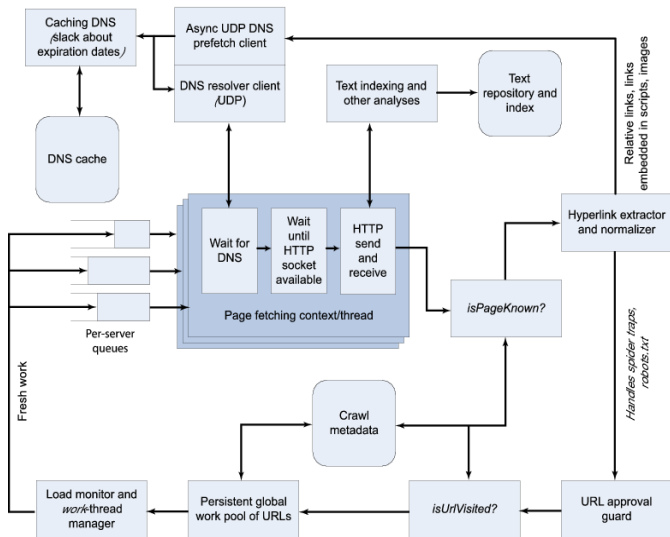 Caching DNS
(slack about
expiration dates)
Async UDP DNS
prefetch client
DNS resolver client
(UDP)
DNS cache
Text indexing and
other analyses
Text
repository and
index
Relative links, links
embedded in scripts, images
Hyperlink extractor
and normalizer
Wait for
DNS
Wait
until
HTTP
socket
available
HTTP
send
and
receive
Page fetching context/thread
isPageKnown?
Per-server
queues
Fresh work
Handles spider traps,
robots.txt
Crawl
metadata
Load monitor and
work-thread
manager
Persistent global
work pool of URLs
isUrlVisited?
URL approval
guard